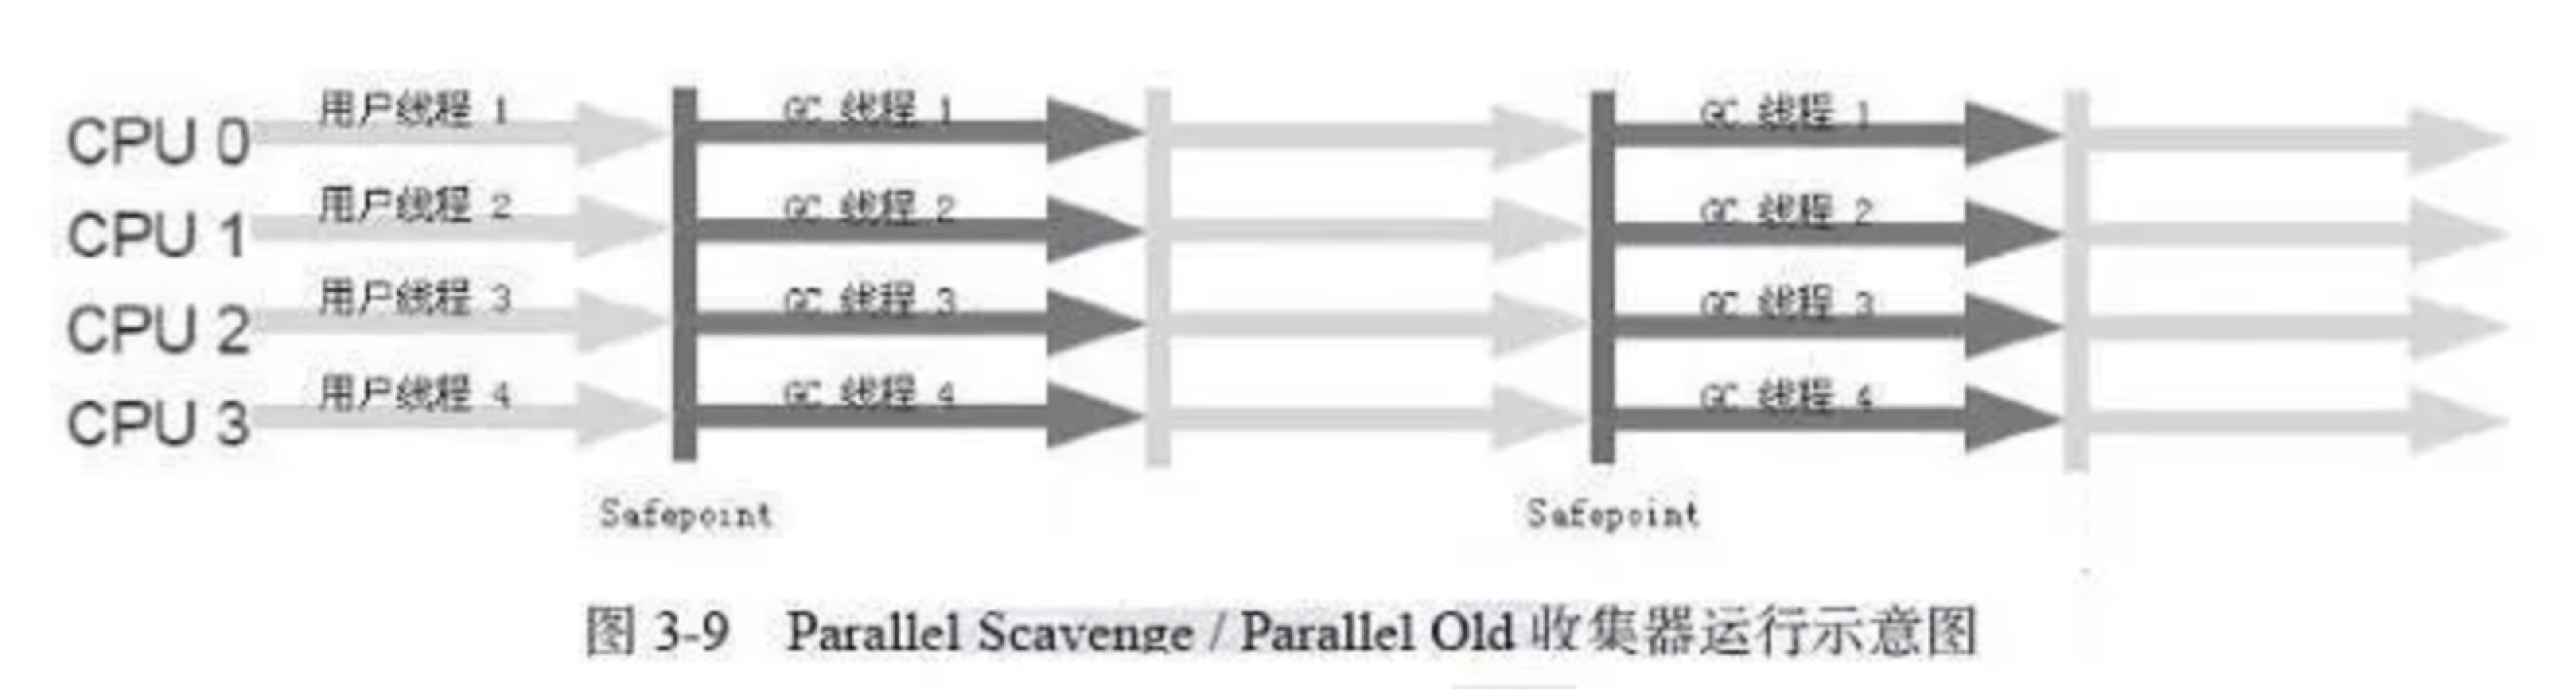 CPU 0 用户线程 1 GC 线程 1 GC 线程 1
CPU 1 用户线程 2 GC 线程 2 GC 线程 2
CPU 2 用户线程 3 GC 线程 3 GC 线程 3
CPU 3 用户线程 4 GC 线程 4 GC 线程 4
Safepoint Safepoint
图 3-9 Parallel Scavenge / Parallel Old 收集器运行示意图